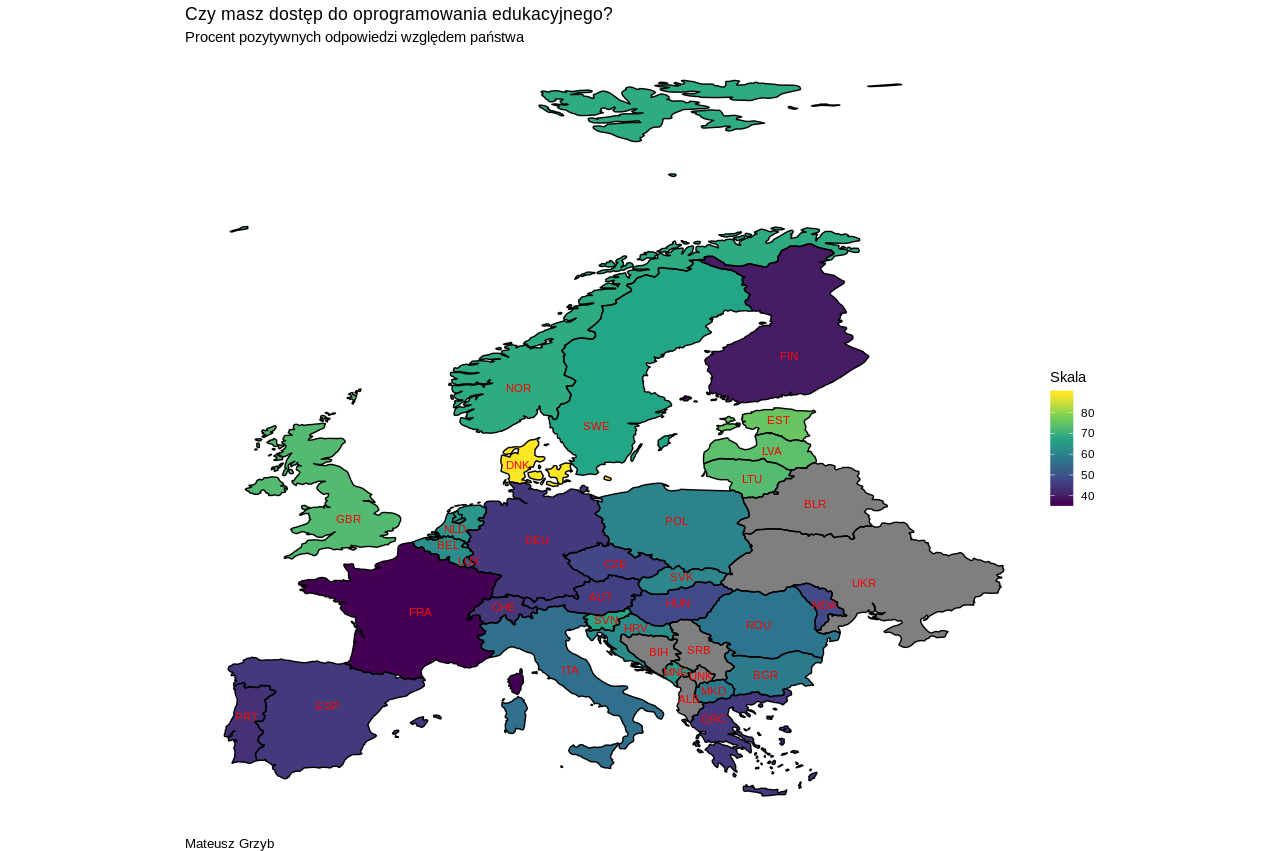 Czy masz dostęp do oprogramowania edukacyjnego?
Procent pozytywnych odpowiedzi względem państwa
FIN
Skala
NOR
80
EST
SWE
70
LVA
60
DNK
LTU
50
BLR
40
GBR
POL
NLD
DEU
BEL
LUX
CZE
SVK
UKR
AUT
HUN
CHE
MDA
FRA
SVN
HRV
ROU
BIH
SRB
ITA
MNE
UNK
BGR
MKD
ALB
ESP
PRT
GRC
Mateusz Grzyb